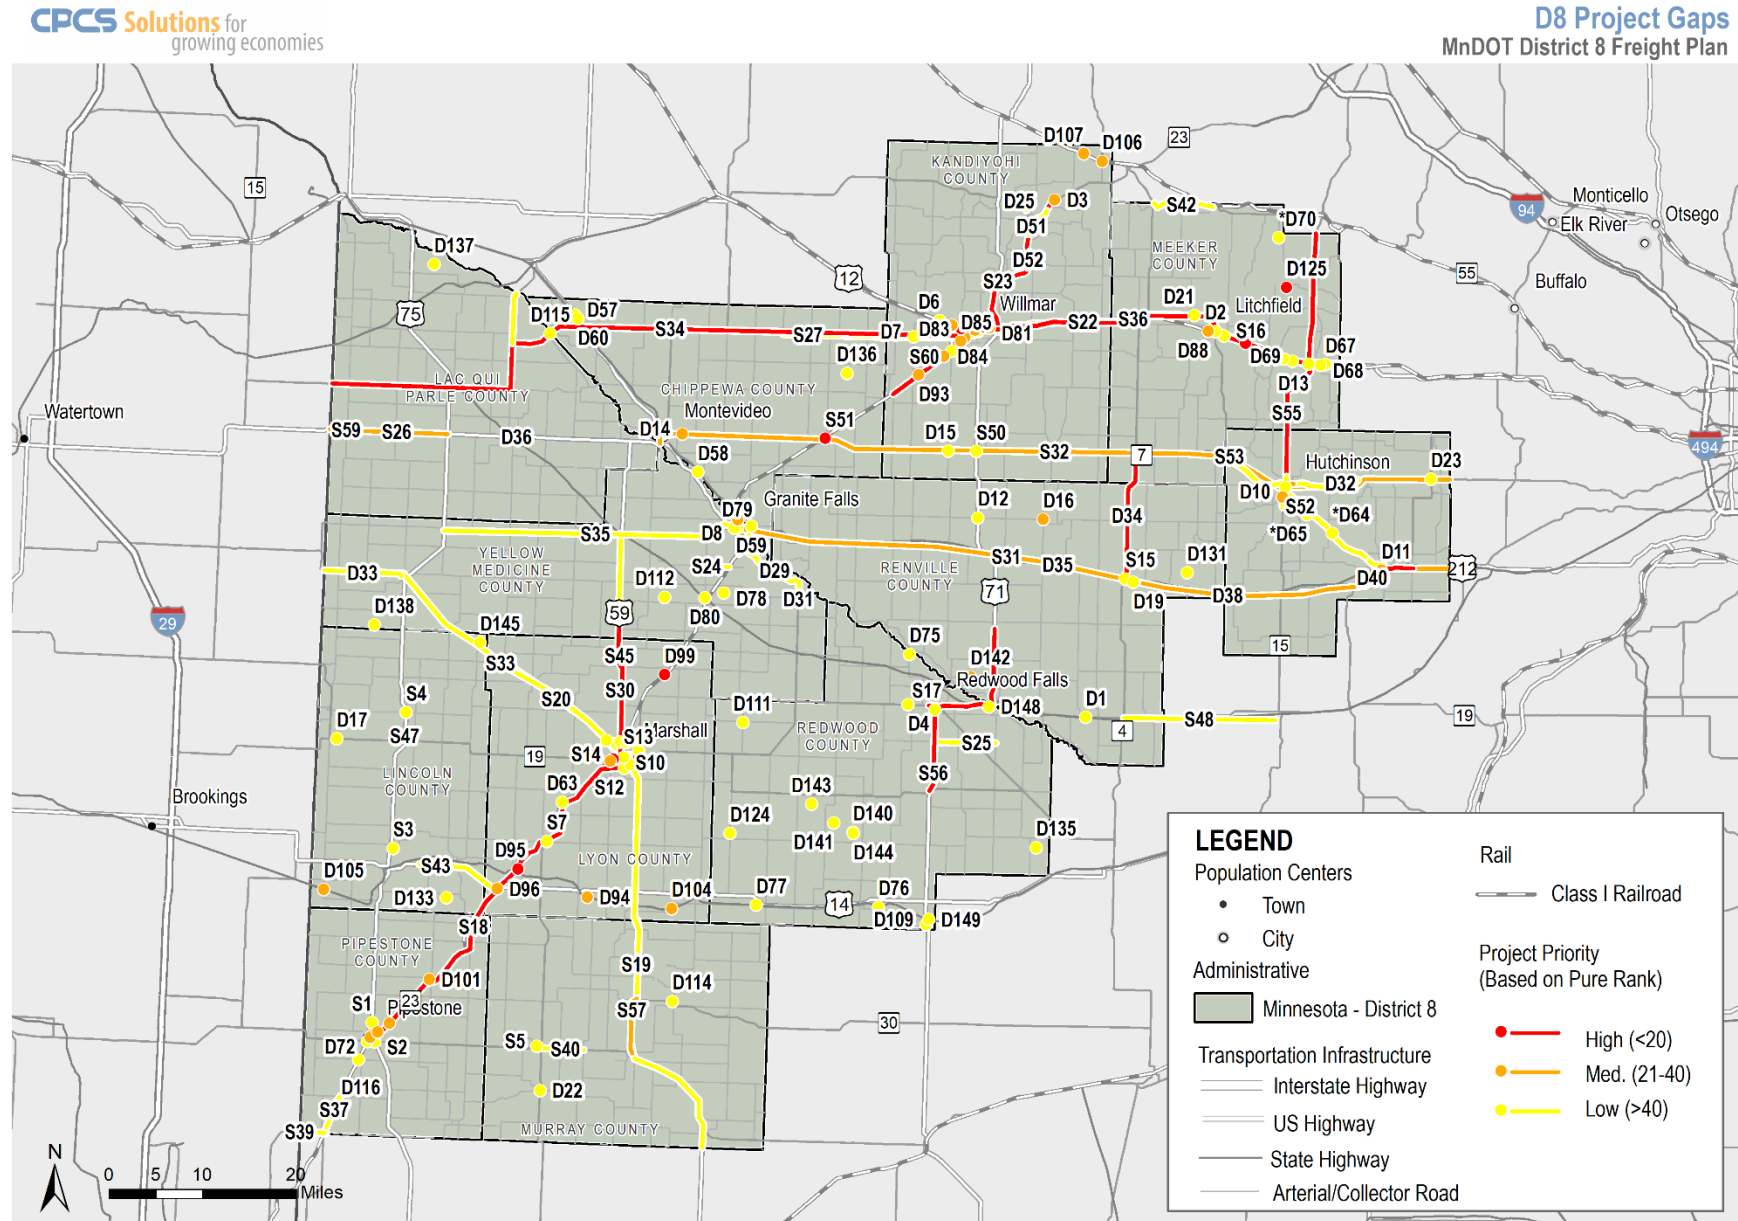 CPCS Solutions for
growing economies
D8 Project Gaps
MnDOT District 8 Freight Plan
D107
D106
23
KANDIYOHI
COUNTY
15
Monticello
94
Otsego
Elk River
D25
D3
S42
*D70
D51
MEEKER
COUNTY
D137
D52
D125
55
12
S23
Buffalo
75
D6
Willmar
D21
Litchfield
D115
D57
D2
D60
S34
S27
D7
D83
D85
D81
S22
S36
S16
D67
D136
S60
D84
D88
D69
D68
LAC QUI
PARLE COUNTY
CHIPPEWA COUNTY
D93
D13
Watertown
Montevideo
S51
S55
S59
S26
D36
D14
D15
S50
S32
7
S53
494
D58
Hutchinson
D23
D10
D32
Granite Falls
D12
D16
D79
D34
S52
*D64
S35
D8
*D65
YELLOW
MEDICINE
COUNTY
D59
S31
D35
S15
D131
D11
S24
RENVILLE
COUNTY
D33
D112
D29
D40
212
D78
D31
71
D19
D38
29
D138
59
D80
D145
D75
15
S45
D99
D142
S33
Redwood Falls
S4
S20
S30
S17
D1
D17
D111
D4
D148
S48
19
S47
S13
Marshall
REDWOOD
COUNTY
4
19
S14
S10
S25
LINCOLN
COUNTY
S12
S56
Brookings
D63
D143
S3
S7
D124
D140
D135
D141
D144
S43
D95
LYON COUNTY
D105
D96
D104
D77
D76
D133
D94
14
D109
D149
S18
PIPESTONE
COUNTY
S19
D101
D114
S1
23
Pipestone
S57
30
D72
S2
S5
S40
D116
D22
S37
S39
MURRAY COUNTY
N
0 5 10 20
Miles
LEGEND
Population Centers
Town
City
Administrative
Minnesota - District 8
Transportation Infrastructure
Interstate Highway
US Highway
State Highway
Arterial/Collector Road
Rail
Class I Railroad
Project Priority
(Based on Pure Rank)
High (<20)
Med. (21-40)
Low (>40)